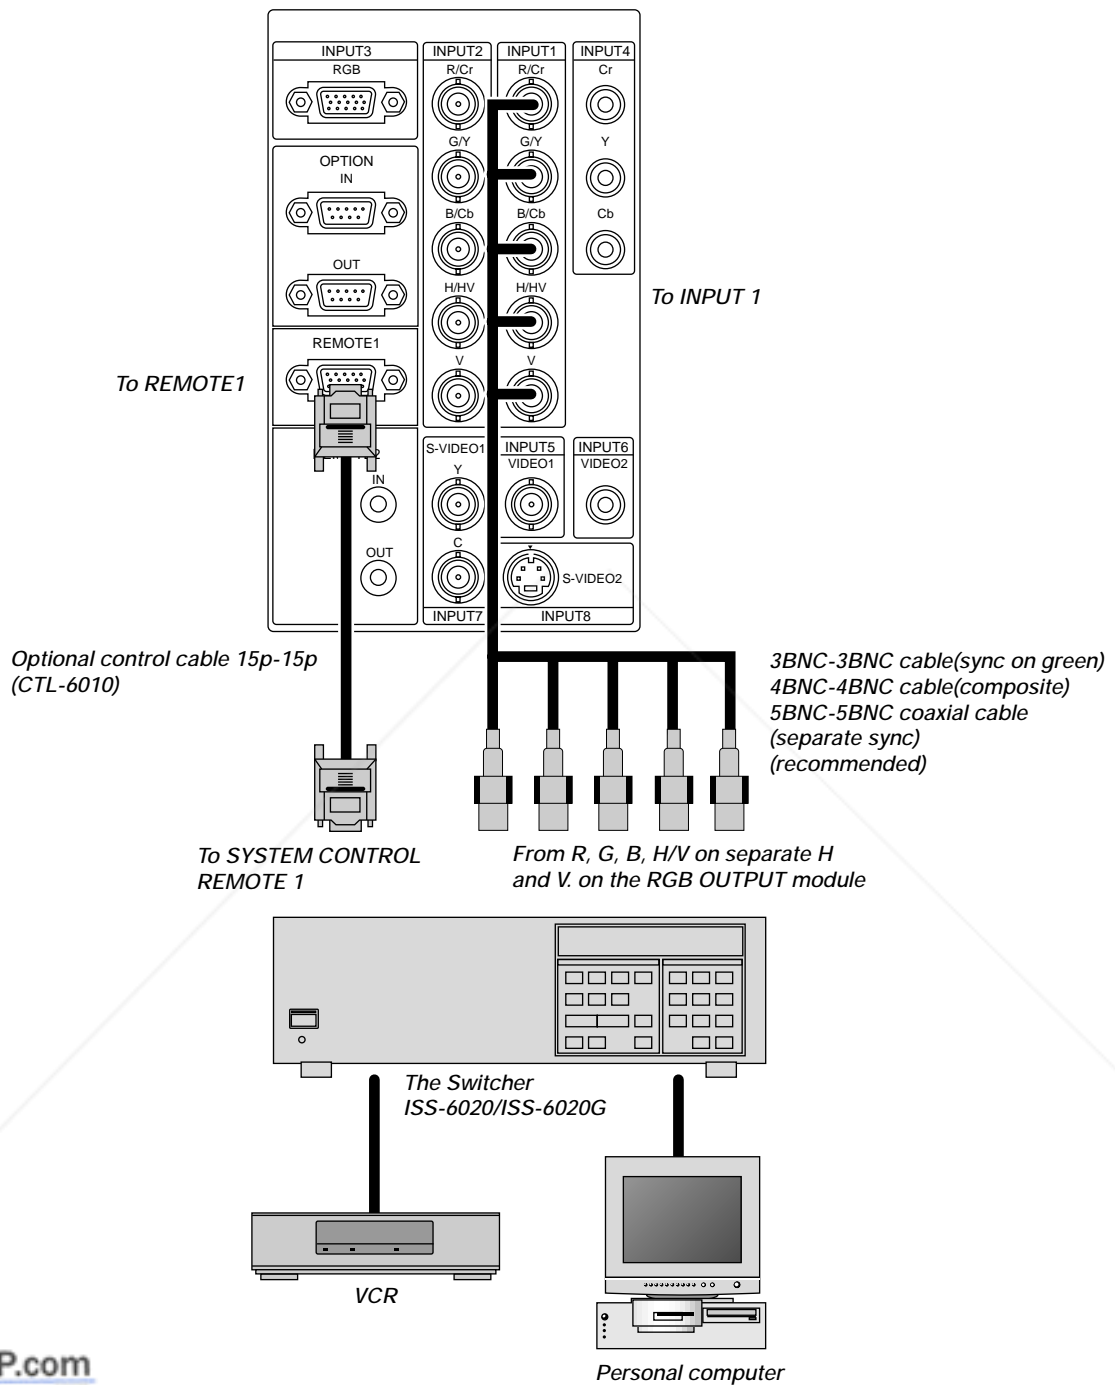 INPUT3
INPUT2
INPUT1
INPUT4
RGB
R/Cr
R/Cr
Cr
G/Y
G/Y
Y
OPTION
IN
B/Cb
B/Cb
Cb
OUT
H/HV
H/HV
To INPUT 1
REMOTE1
V
V
To REMOTE1
S-VIDEO1
INPUT5
INPUT6
VIDEO1
VIDEO2
Y
IN
OUT
C
S-VIDEO2
INPUT7
INPUT8
Optional control cable 15p-15p
(CTL-6010)
3BNC-3BNC cable(sync on green)
4BNC-4BNC cable(composite)
5BNC-5BNC coaxial cable
(separate sync)
(recommended)
To SYSTEM CONTROL
REMOTE 1
From R, G, B, H/V on separate H
and V. on the RGB OUTPUT module
The Switcher
ISS-6020/ISS-6020G
VCR
Personal computer
P.com